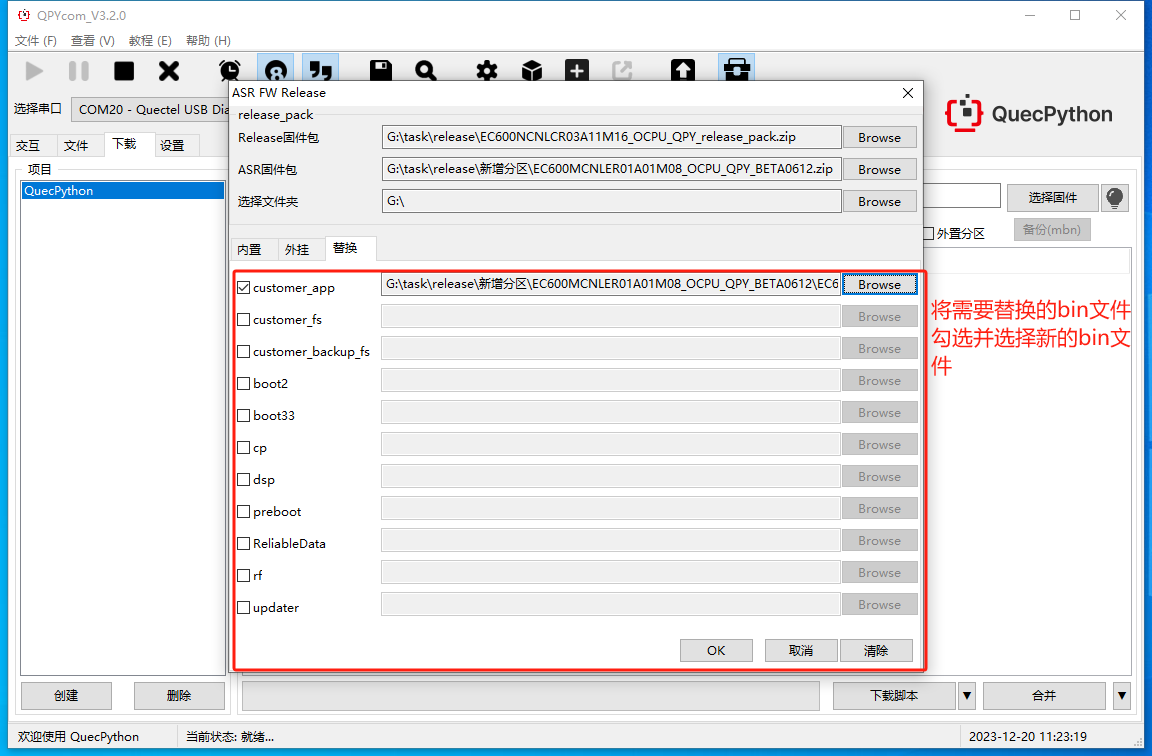 QPYcom_V3.2.0
文件 (F) 查看 (V) 教程 (E) 帮助 (H)
选择串口 COM20 - Quectel USB Dia
QuecPython
交互 文件 下载 设置
项目
QuecPython
选择固件
外置分区 备份(mbn)
ASR FW Release
release_pack
Release固件包 G:\task\release\EC600NCNLCR03A11M16_OCPU_QPY_release_pack.zip Browse
ASR固件包 G:\task\release\新增分区\EC600MCNLER01A01M08_OCPU_QPY_BETA0612.zip Browse
选择文件夹 G:\ Browse
内置 外挂 替换
customer_app G:\task\release\新增分区\EC600MCNLER01A01M08_OCPU_QPY_BETA0612\EC6 Browse
customer_fs Browse
customer_backup_fs Browse
boot2 Browse
boot33 Browse
cp Browse
dsp Browse
preboot Browse
ReliableData Browse
rf Browse
updater Browse
OK 取消 清除
将需要替换的bin文件
勾选并选择新的bin文
件
创建 删除 下载脚本 合并
欢迎使用 QuecPython 当前状态: 就绪... 2023-12-20 11:23:19